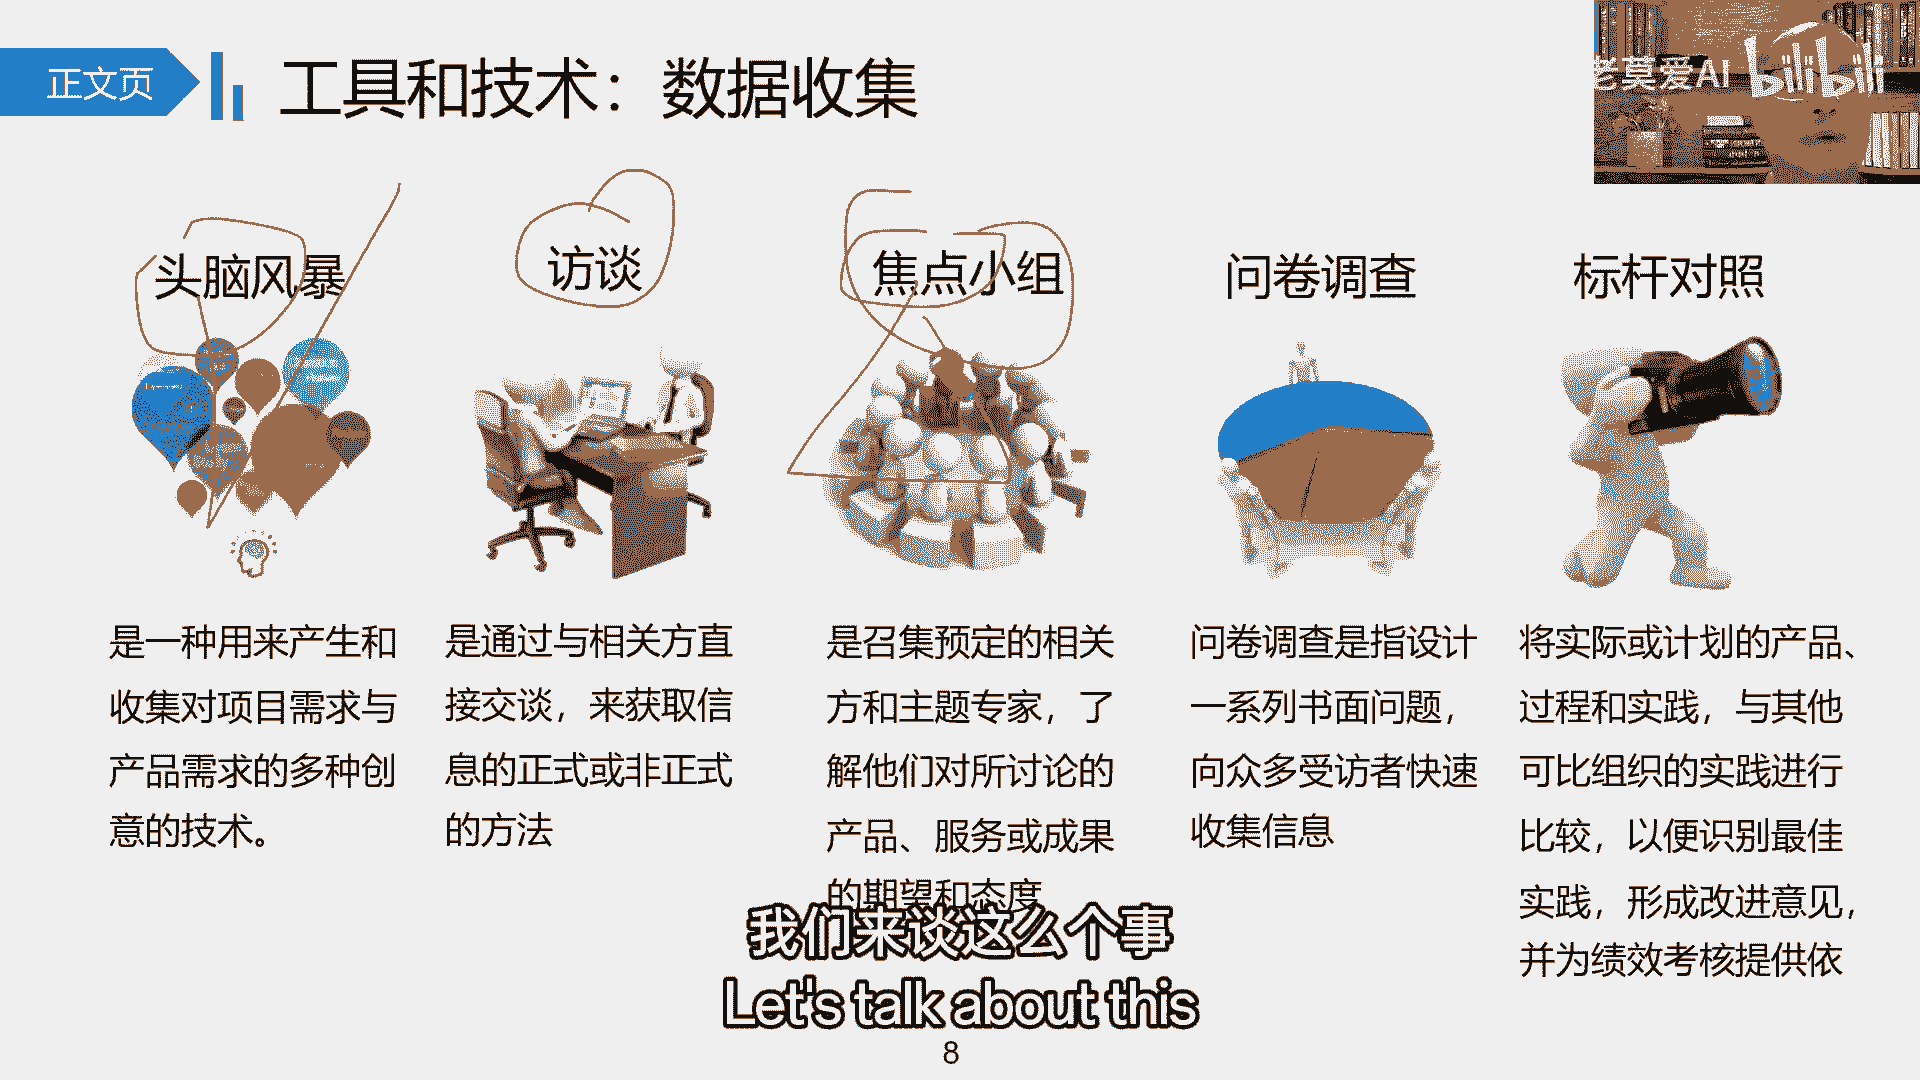 正文页
工具和技术：数据收集
老莫爱AI
bilibili
头脑风暴
访谈
焦点小组
问卷调查
标杆对照
是一种用来产生和
收集对项目需求与
产品需求的多种创
意的技术。
是通过与相关方直
接交谈，来获取信
息的正式或非正式
的方法
是召集预定的相关
方和主题专家，了
解他们对所讨论的
产品、服务或成果
的期望和态度
问卷调查是指设计
一系列书面问题，
向众多受访者快速
收集信息
将实际或计划的产品、
过程和实践，与其他
可比组织的实践进行
比较，以便识别最佳
实践，形成改进意见，
并为绩效考核提供依
我们来谈这么个事
Let's talk about this
8